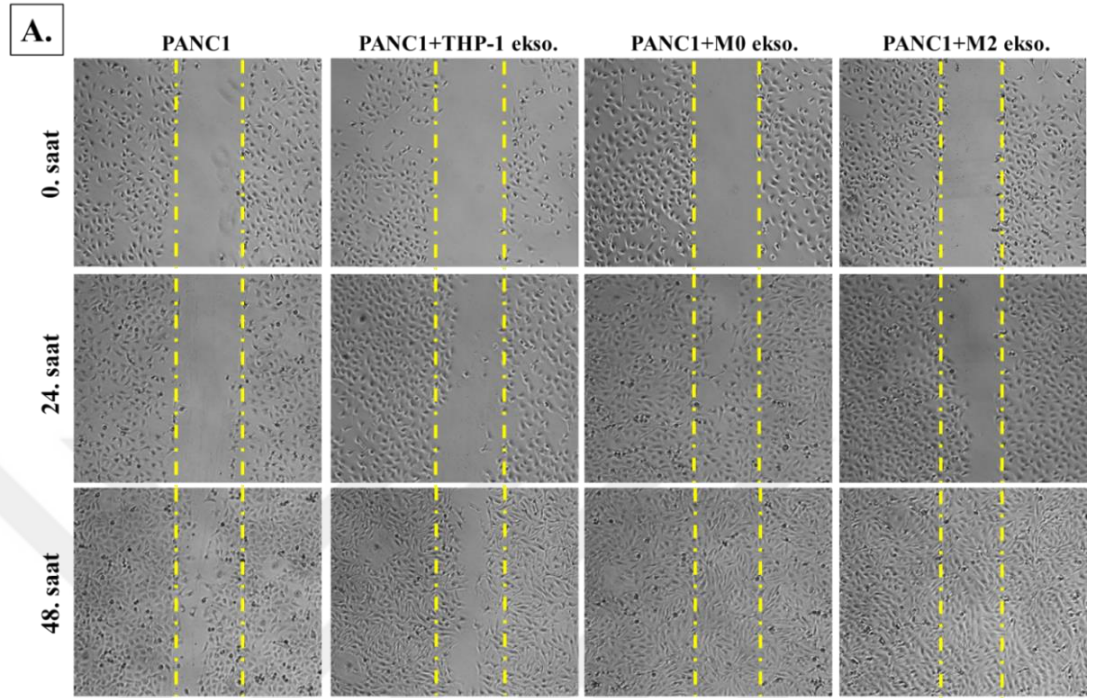 A.
PANC1 PANC1+THP-1 ekso. PANC1+M0 ekso. PANC1+M2 ekso.
0. saat
24. saat
48. saat